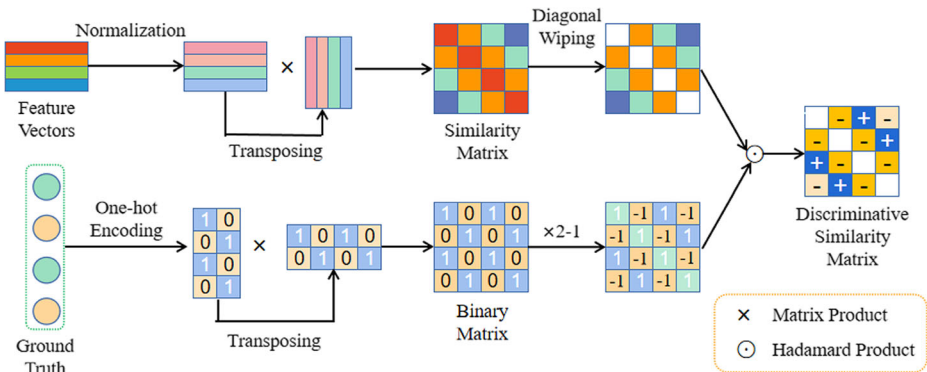 Normalization
×
Diagonal
Wiping
Feature
Vectors
Transposing
Similarity
Matrix
- + -
- - +
+ - -
- + -
Discriminative
Similarity
Matrix
One-hot
Encoding
1 0
0 1
1 0
0 1
×
1 0 1 0
0 1 0 1
1 0 1 0
0 1 0 1
1 0 1 0
0 1 0 1
×2-1
1 -1 1 -1
-1 1 -1 1
1 -1 1 -1
-1 1 -1 1
Ground
Truth
Transposing
Binary
Matrix
× Matrix Product
⊙ Hadamard Product